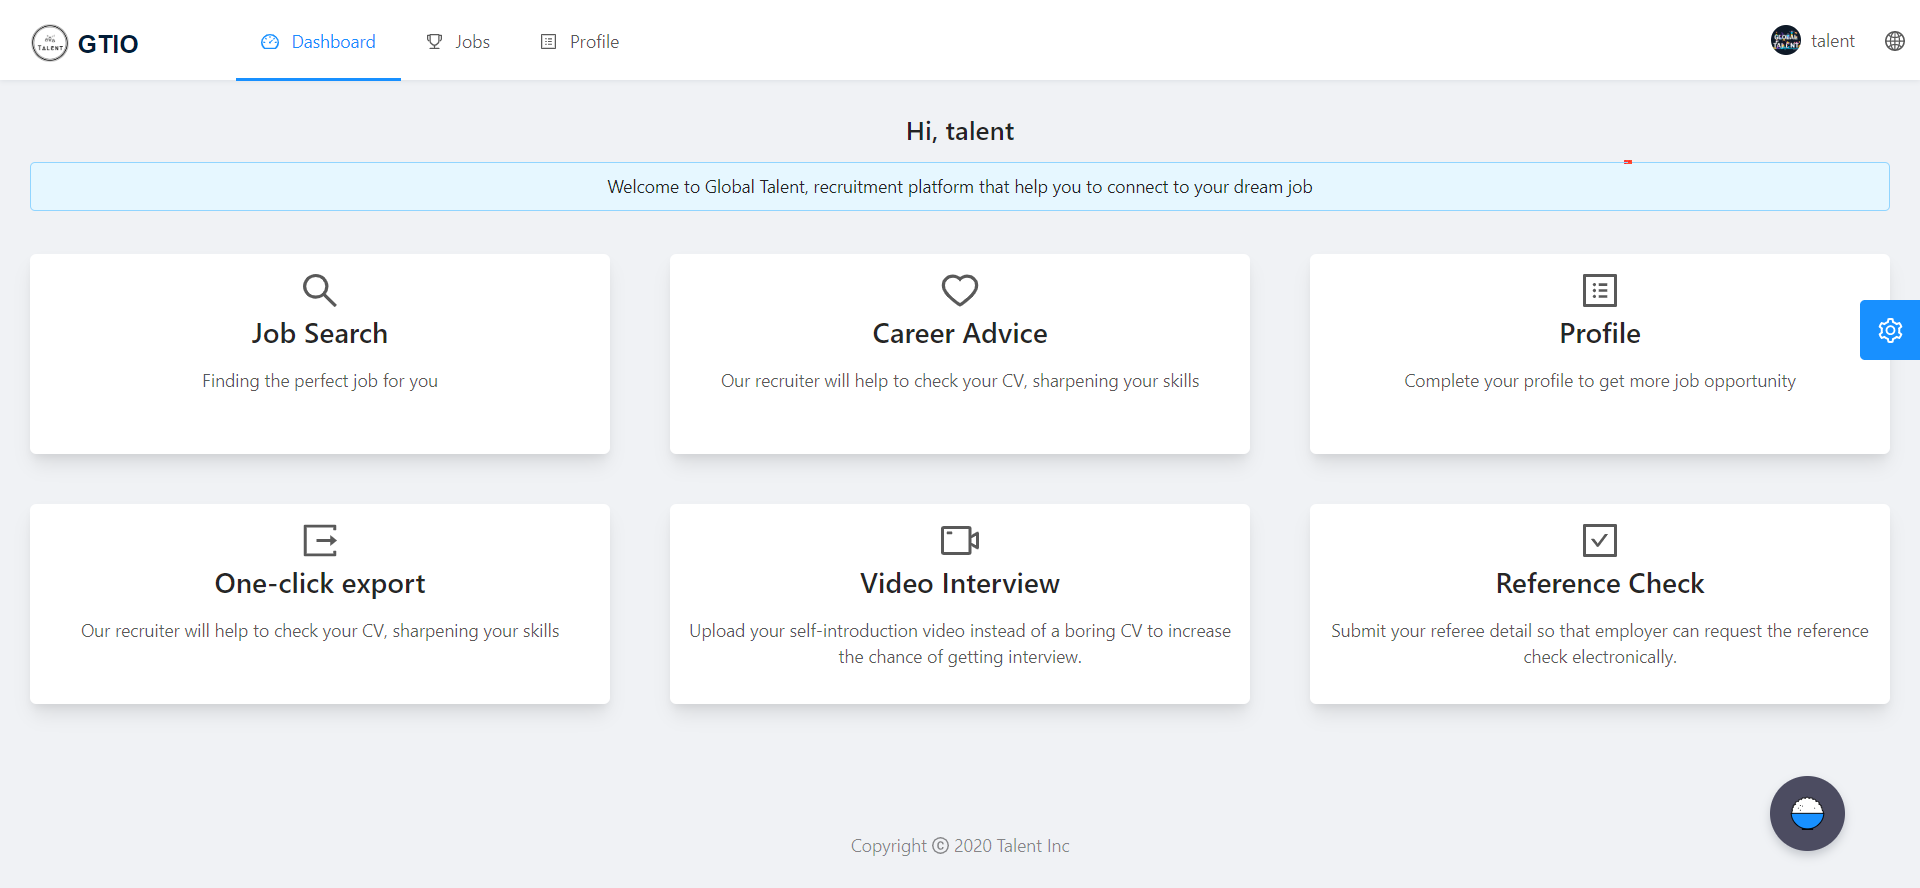 TALENT
GTIO
Dashboard
Jobs
Profile
GLOBAL
TALENT
talent
Hi, talent
Welcome to Global Talent, recruitment platform that help you to connect to your dream job
Job Search
Finding the perfect job for you
Career Advice
Our recruiter will help to check your CV, sharpening your skills
Profile
Complete your profile to get more job opportunity
One-click export
Our recruiter will help to check your CV, sharpening your skills
Video Interview
Upload your self-introduction video instead of a boring CV to increase
the chance of getting interview.
Reference Check
Submit your referee detail so that employer can request the reference
check electronically.
Copyright © 2020 Talent Inc